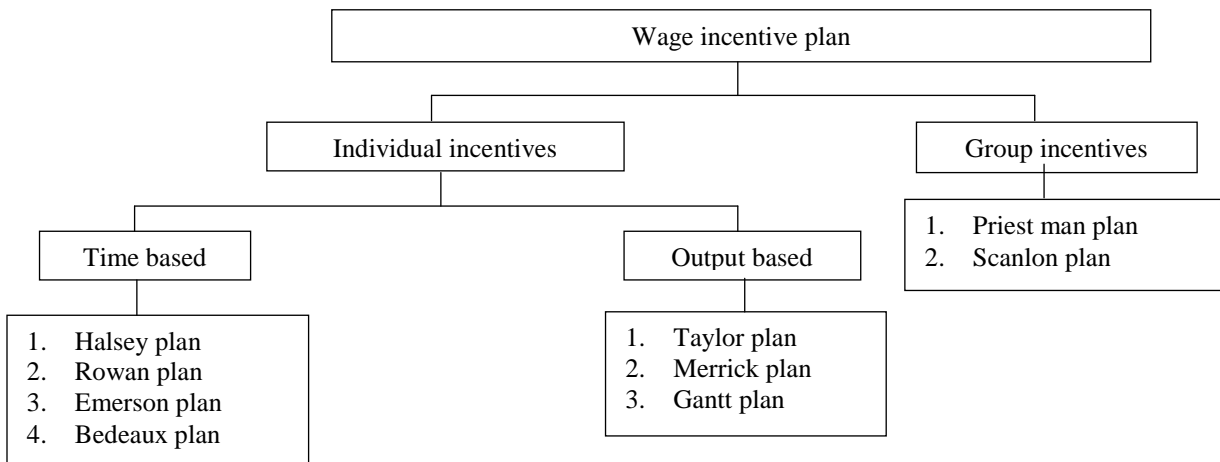 Wage incentive plan
Individual incentives
Group incentives
1. Priest man plan
2. Scanlon plan
Time based
Output based
1. Halsey plan
2. Rowan plan
3. Emerson plan
4. Bedeaux plan
1. Taylor plan
2. Merrick plan
3. Gantt plan